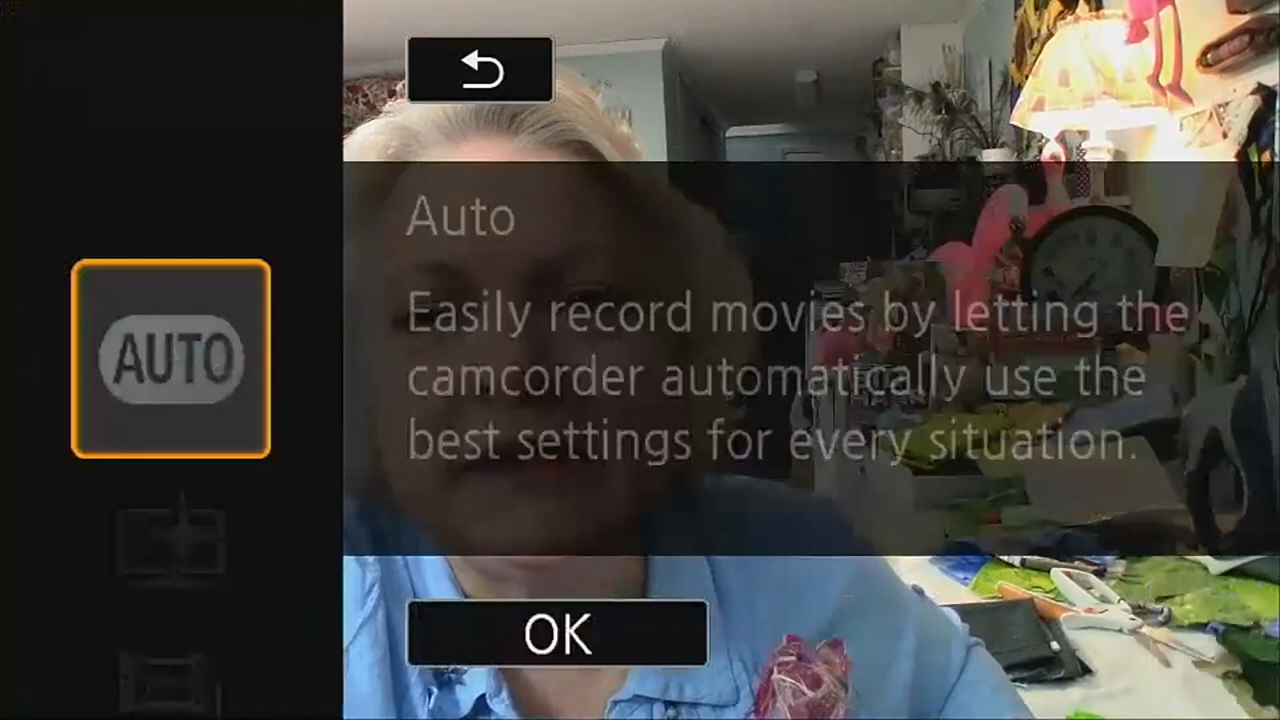 Auto
Easily record movies by letting the
camcorder automatically use the
best settings for every situation.
AUTO
OK